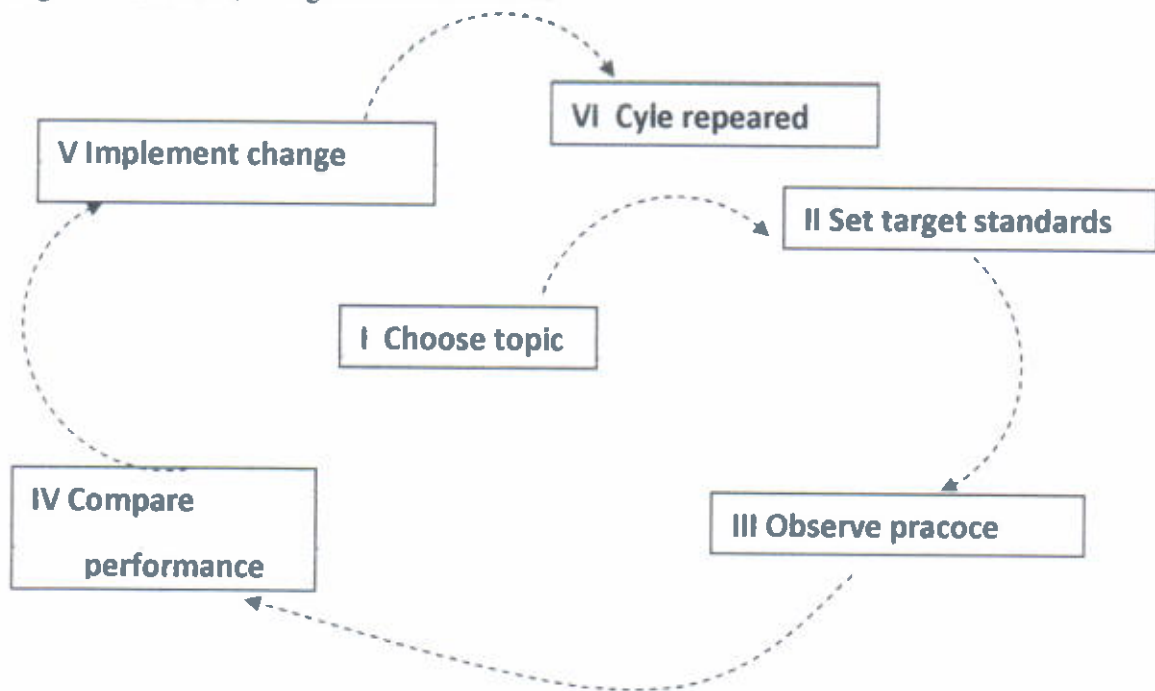 VI Cyle repeared
V Implement change
II Set target standards
I Choose topic
IV Compare
performance
III Observe pracoce